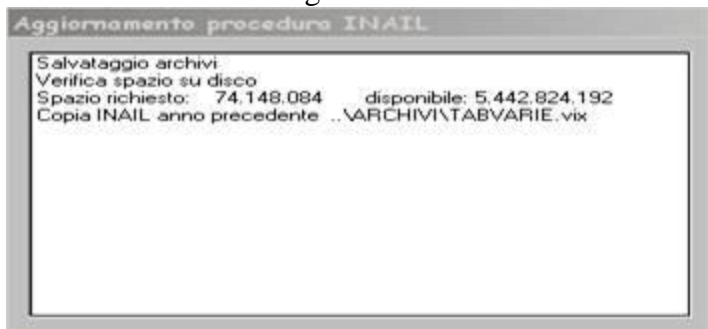 Aggiornamento procedura INAIL
Salvataggio archivi
Verifica spazio su disco
Spazio richiesto: 74.148.084 disponibile: 5.442.824.192
Copia INAIL anno precedente ..\ARCHIVI\TABVARIE.vix